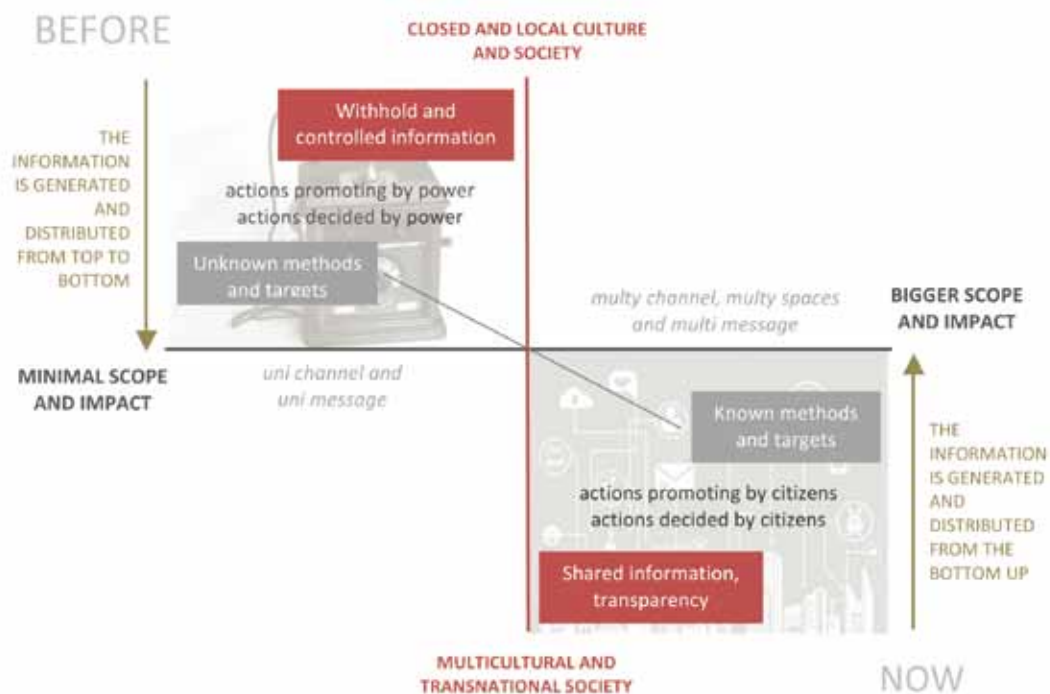 BEFORE
CLOSED AND LOCAL CULTURE
AND SOCIETY
THE
INFORMATION
IS GENERATED
AND
DISTRIBUTED
FROM TOP TO
BOTTOM
Withhold and
controlled information
actions promoting by power
actions decided by power
Unknown methods
and targets
multy channel, multy spaces
and multi message
BIGGER SCOPE
AND IMPACT
MINIMAL SCOPE
AND IMPACT
uni channel and
uni message
Known methods
and targets
actions promoting by citizens
actions decided by citizens
Shared information,
transparency
THE
INFORMATION
IS GENERATED
AND
DISTRIBUTED
FROM THE
BOTTOM UP
MULTICULTURAL AND
TRANSNATIONAL SOCIETY
NOW